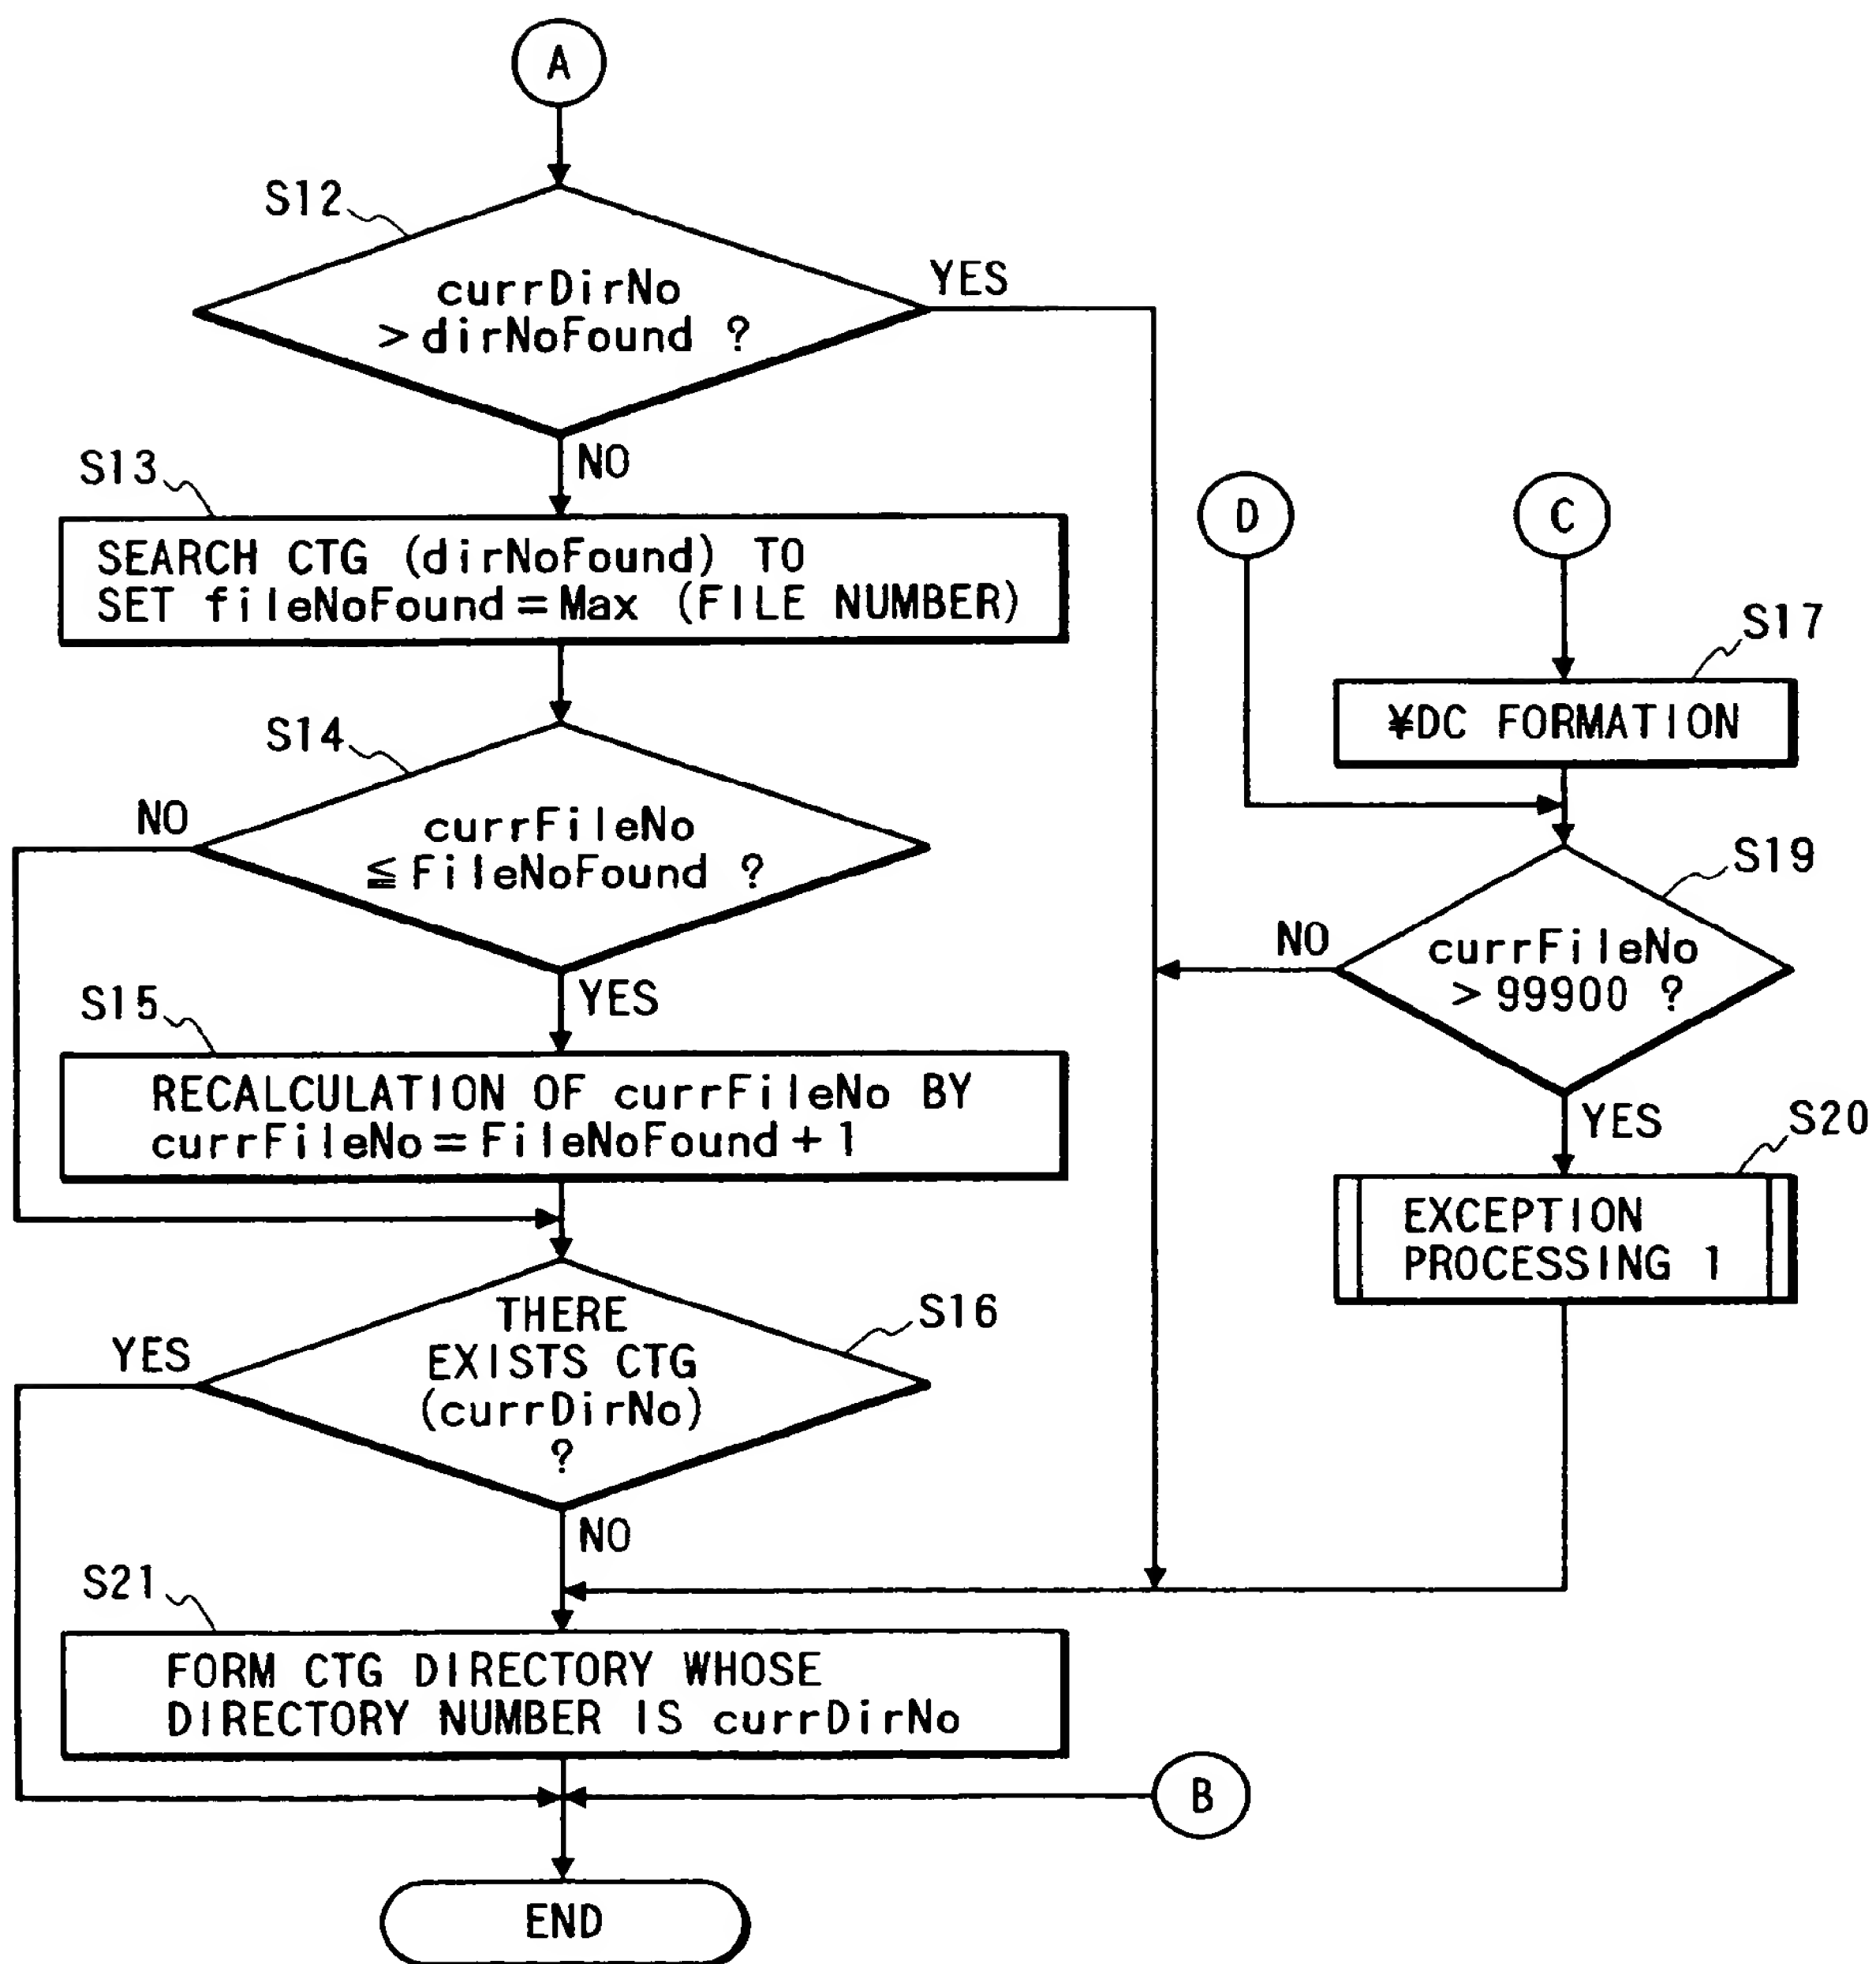 A
S12
currDirNo
> dirNoFound ?
YES
NO
S13
SEARCH CTG (dirNoFound) TO
SET fileNoFound = Max (FILE NUMBER)
S14
NO
currFileNo
≦ FileNoFound ?
YES
S15
RECALCULATION OF currFileNo BY
currFileNo = FileNoFound + 1
S16
YES
THERE
EXISTS CTG
(currDirNo)
?
NO
S21
FORM CTG DIRECTORY WHOSE
DIRECTORY NUMBER IS currDirNo
END
D
C
S17
¥DC FORMATION
S19
NO
currFileNo
> 99900 ?
YES
S20
EXCEPTION
PROCESSING 1
B